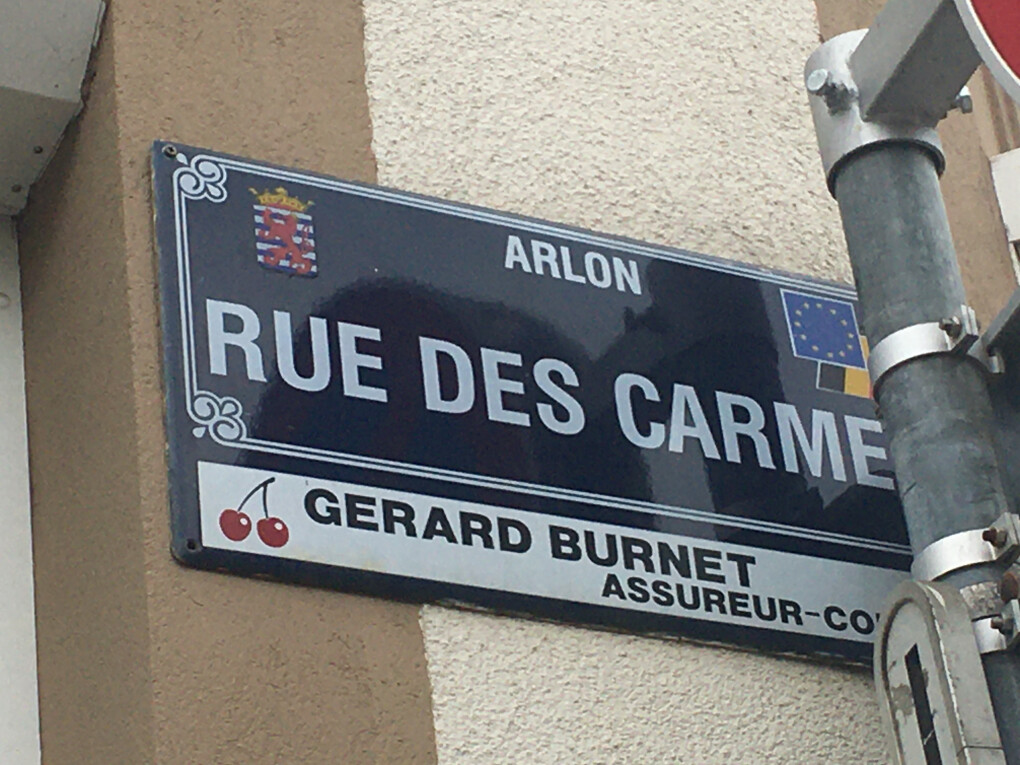 ARLON
RUE DES CARME
GERARD BURNET
ASSUREUR-CO